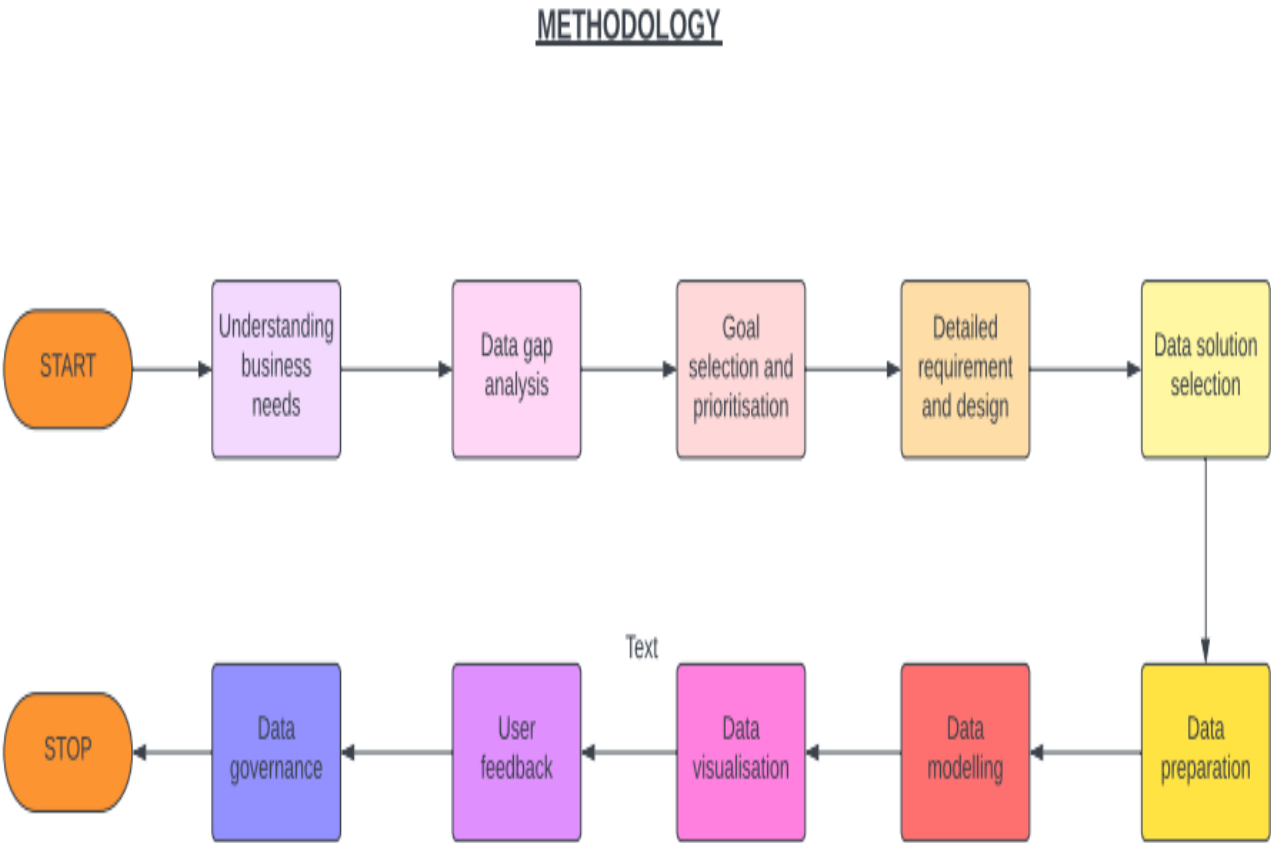 METHODOLOGY
START
Understanding
business
needs
Data gap
analysis
Goal
selection and
prioritisation
Detailed
requirement
and design
Data solution
selection
Text
STOP
Data
governance
User
feedback
Data
visualisation
Data
modelling
Data
preparation